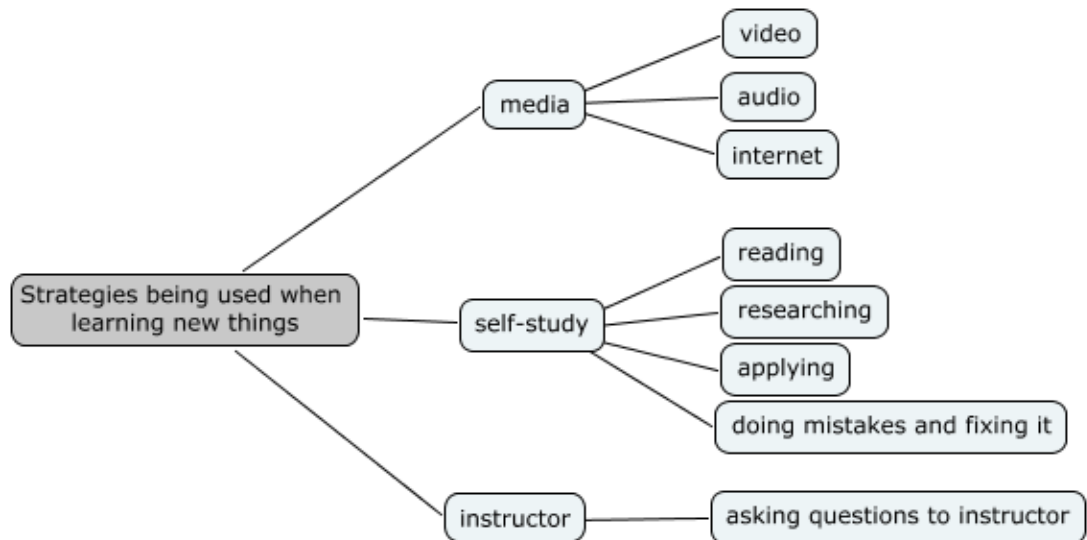 Strategies being used when
learning new things
media
video
audio
internet
self-study
reading
researching
applying
doing mistakes and fixing it
instructor
asking questions to instructor